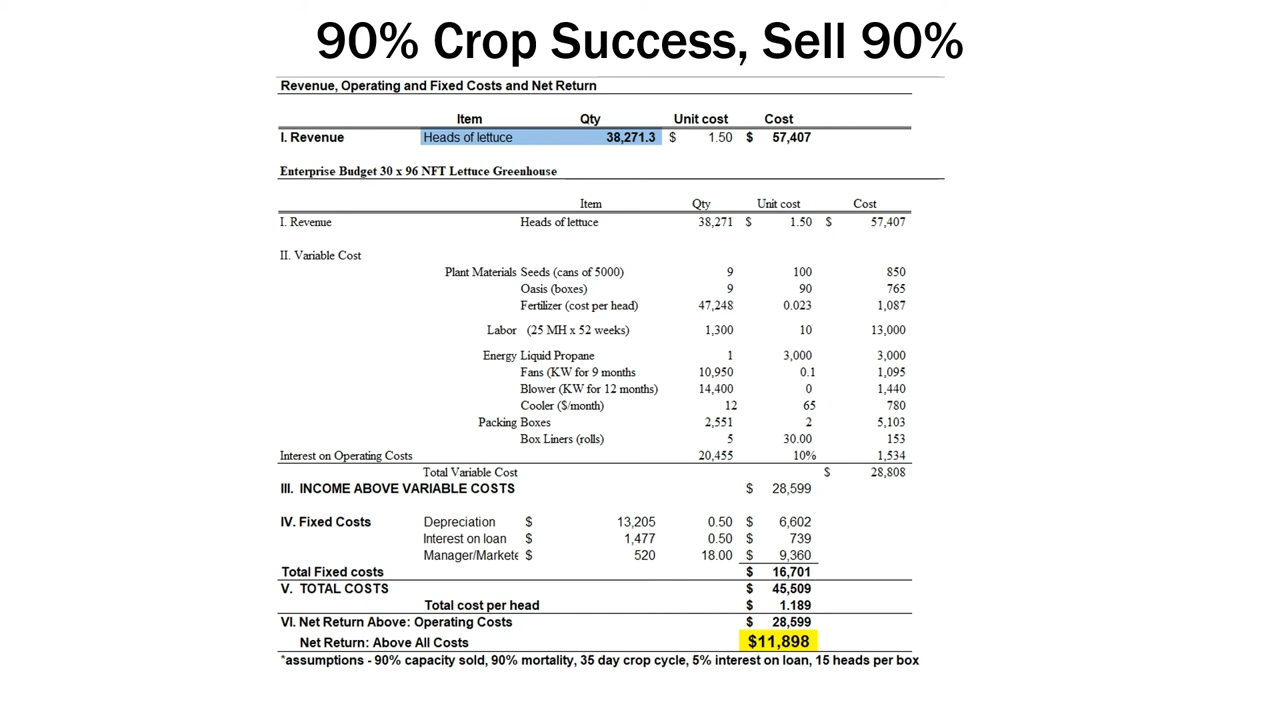 90% Crop Success, Sell 90%
Revenue, Operating and Fixed Costs and Net Return
Item Qty Unit cost Cost
I. Revenue Heads of lettuce 38,271.3 $ 1.50 $ 57,407
Enterprise Budget 30 x 96 NFT Lettuce Greenhouse
Item Qty Unit cost Cost
I. Revenue Heads of lettuce 38,271 $ 1.50 $ 57,407
II. Variable Cost
Plant Materials Seeds (cans of 5000) 9 100 850
Oasis (boxes) 9 90 765
Fertilizer (cost per head) 47,248 0.023 1,087
Labor (25 MH x 52 weeks) 1,300 10 13,000
Energy Liquid Propane 1 3,000 3,000
Fans (KW for 9 months 10,950 0.1 1,095
Blower (KW for 12 months) 14,400 0 1,440
Cooler ($/month) 12 65 780
Packing Boxes 2,551 2 5,103
Box Liners (rolls) 5 30.00 153
Interest on Operating Costs 20,455 10% 1,534
Total Variable Cost $ 28,808
III. INCOME ABOVE VARIABLE COSTS $ 28,599
IV. Fixed Costs Depreciation $ 13,205 0.50 $ 6,602
Interest on loan $ 1,477 0.50 $ 739
Manager/Markete $ 520 18.00 $ 9,360
Total Fixed costs $ 16,701
V. TOTAL COSTS $ 45,509
Total cost per head $ 1.189
VI. Net Return Above: Operating Costs $ 28,599
Net Return: Above All Costs $11,898
*assumptions - 90% capacity sold, 90% mortality, 35 day crop cycle, 5% interest on loan, 15 heads per box